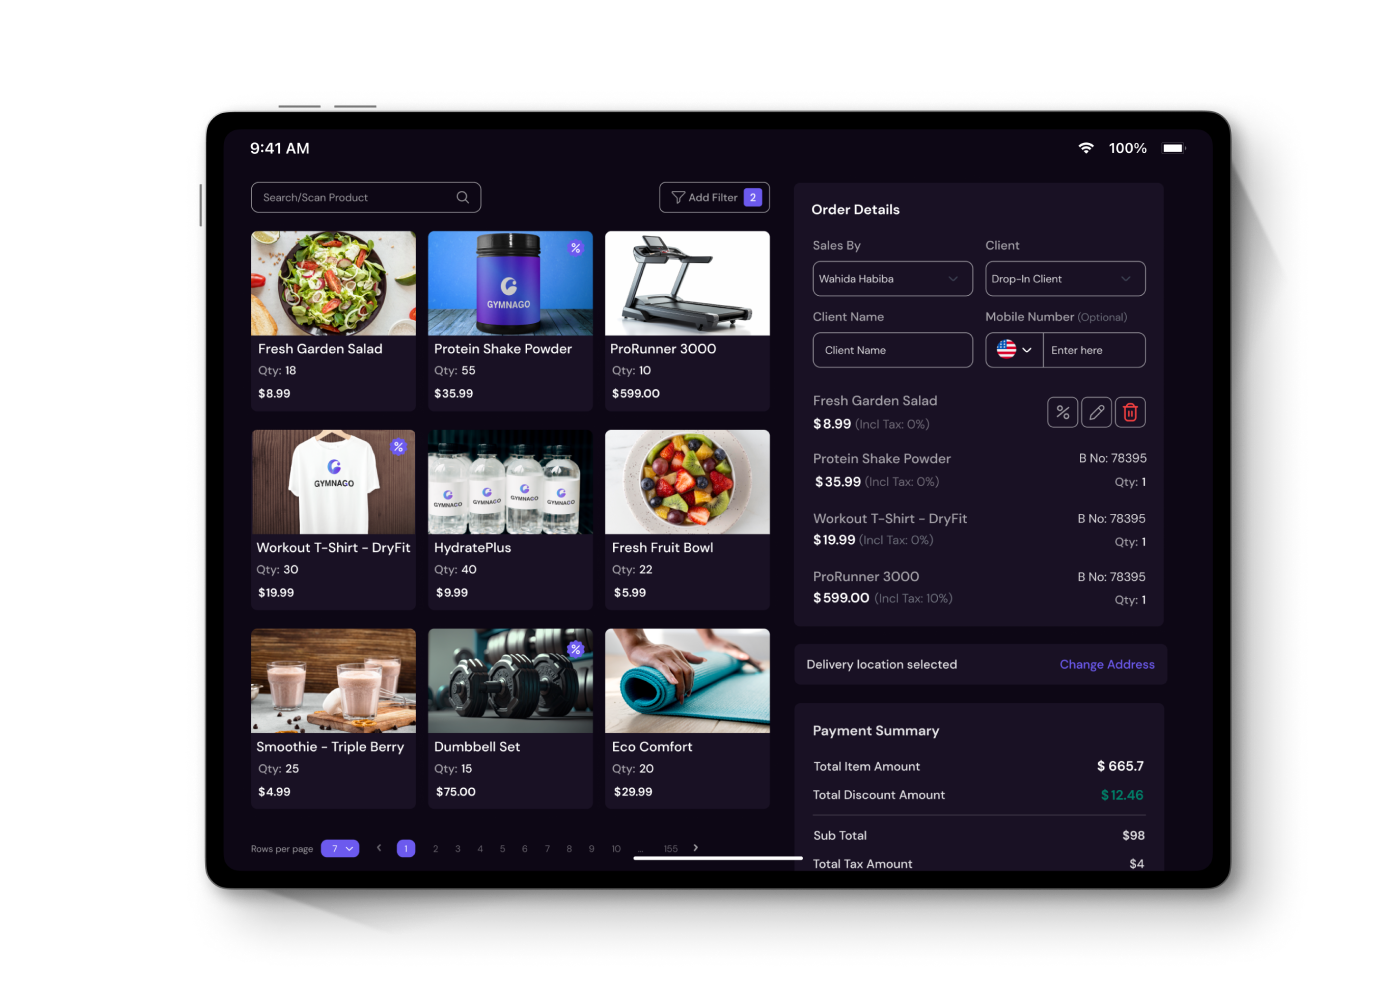 9:41 AM
100%
Search/Scan Product
Add Filter 2
GYMNAGO
Fresh Garden Salad
Qty: 18
$8.99
Protein Shake Powder
Qty: 55
$35.99
ProRunner 3000
Qty: 10
$599.00
GYMNAGO
GYMNAGO
GYMNAGO
GYMNAGO
GYMNAGO
Workout T-Shirt - DryFit
Qty: 30
$19.99
HydratePlus
Qty: 40
$9.99
Fresh Fruit Bowl
Qty: 22
$5.99
Smoothie - Triple Berry
Qty: 25
$4.99
Dumbbell Set
Qty: 15
$75.00
Eco Comfort
Qty: 20
$29.99
Rows per page 7 1 2 3 4 5 6 7 8 9 10 ... 155
Order Details
Sales By
Client
Wahida Habiba
Drop-In Client
Client Name
Mobile Number (Optional)
Client Name
Enter here
Fresh Garden Salad
$8.99 (Incl Tax: 0%)
%
Protein Shake Powder
B No: 78395
$35.99 (Incl Tax: 0%)
Qty: 1
Workout T-Shirt - DryFit
B No: 78395
$19.99 (Incl Tax: 0%)
Qty: 1
ProRunner 3000
B No: 78395
$599.00 (Incl Tax: 10%)
Qty: 1
Delivery location selected
Change Address
Payment Summary
Total Item Amount
$ 665.7
Total Discount Amount
$12.46
Sub Total
$98
Total Tax Amount
$4